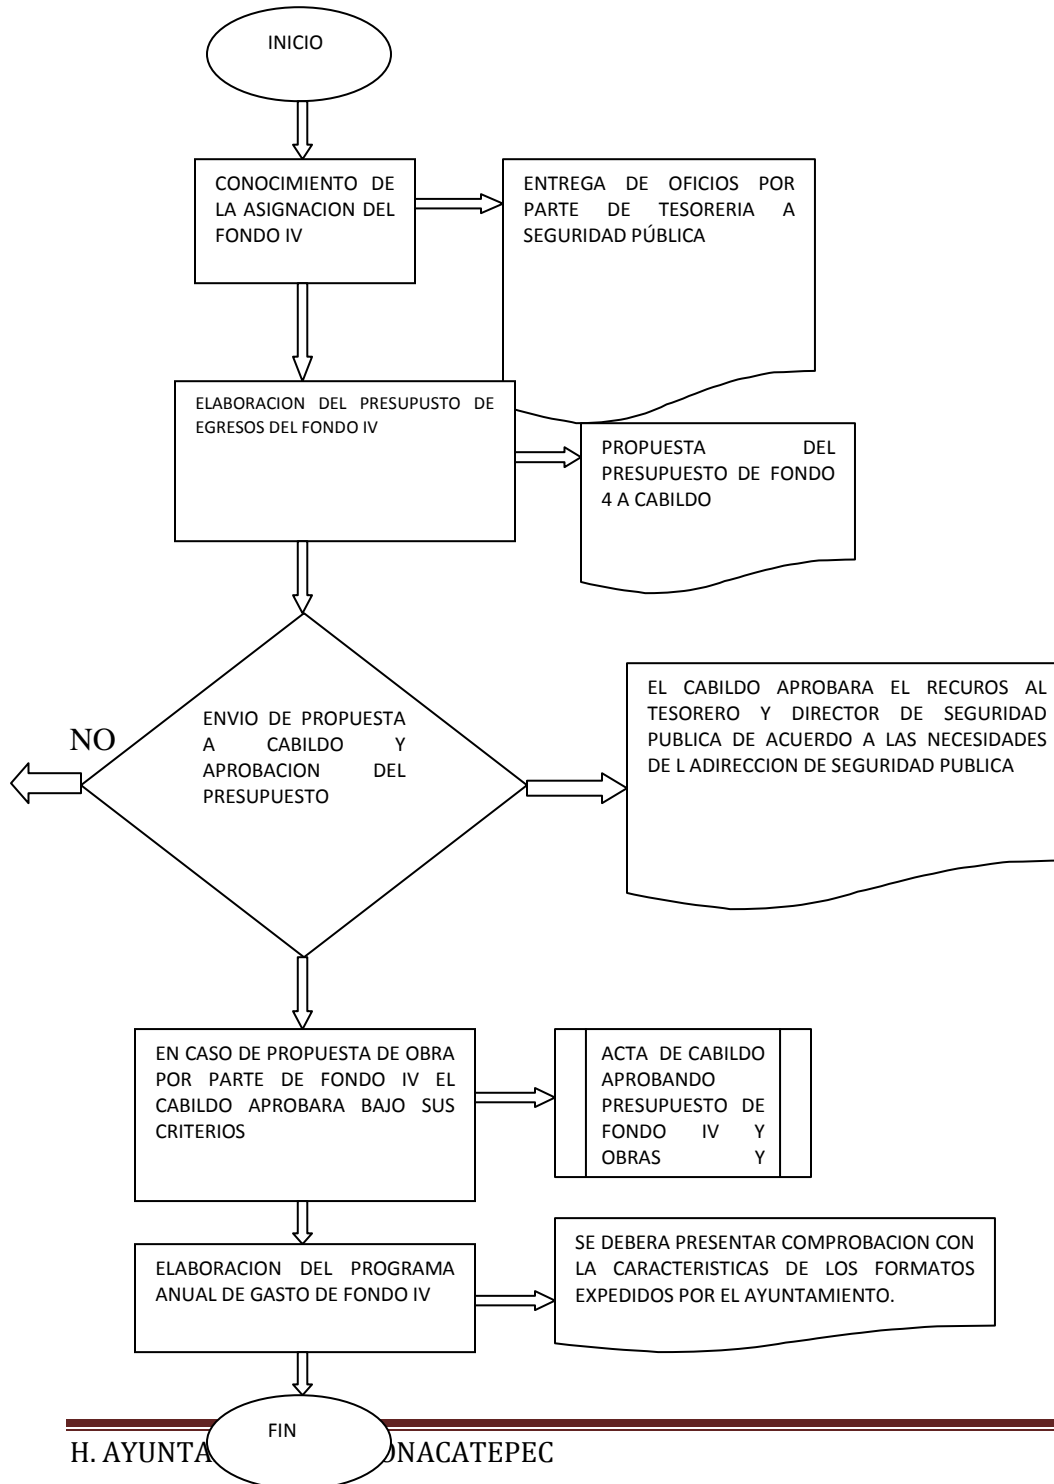 INICIO
CONOCIMIENTO DE
LA ASIGNACION DEL
FONDO IV
ENTREGA DE OFICIOS POR
PARTE DE TESORERIA A
SEGURIDAD PÚBLICA
ELABORACION DEL PRESUPUSTO DE
EGRESOS DEL FONDO IV
PROPUESTA DEL
PRESUPUESTO DE FONDO
4 A CABILDO
ENVIO DE PROPUESTA
A CABILDO Y
APROBACION DEL
PRESUPUESTO
NO
EL CABILDO APROBARA EL RECUROS AL
TESORERO Y DIRECTOR DE SEGURIDAD
PUBLICA DE ACUERDO A LAS NECESIDADES
DE L ADIRECCION DE SEGURIDAD PUBLICA
EN CASO DE PROPUESTA DE OBRA
POR PARTE DE FONDO IV EL
CABILDO APROBARA BAJO SUS
CRITERIOS
ACTA DE CABILDO
APROBANDO
PRESUPUESTO DE
FONDO IV Y
OBRAS Y
ELABORACION DEL PROGRAMA
ANUAL DE GASTO DE FONDO IV
SE DEBERA PRESENTAR COMPROBACION CON
LA CARACTERISTICAS DE LOS FORMATOS
EXPEDIDOS POR EL AYUNTAMIENTO.
FIN
H. AYUNTA ONACATEPEC